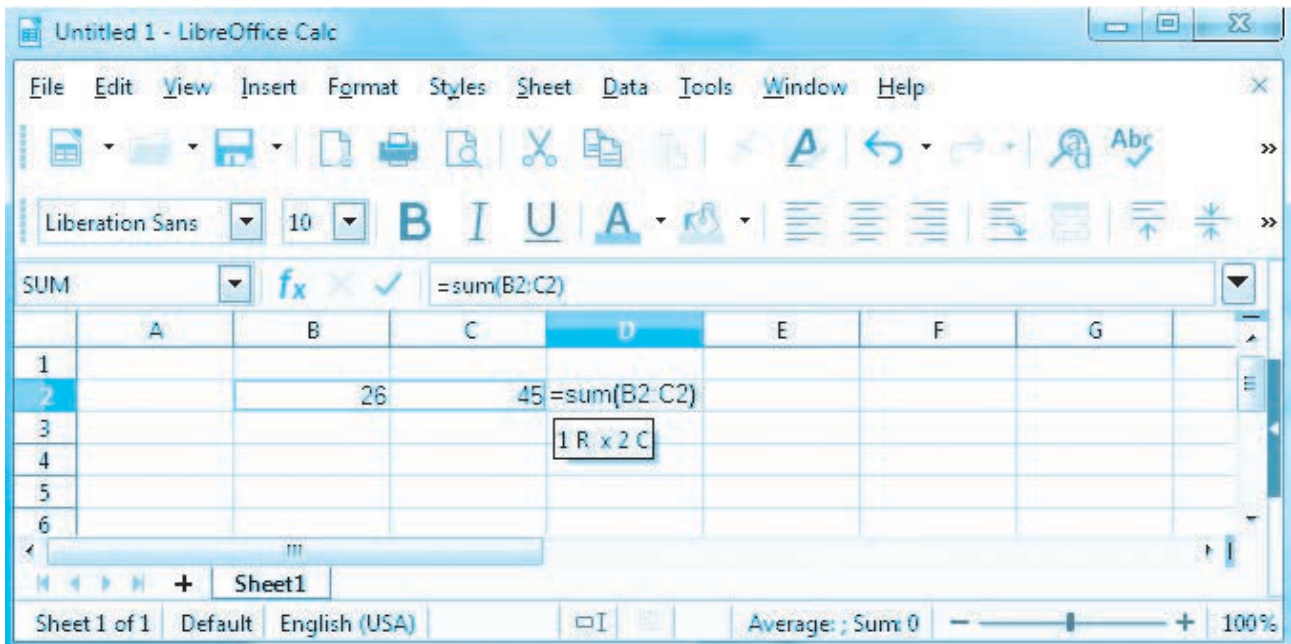 Untitled 1 - LibreOffice Calc
File Edit View Insert Format Styles Sheet Data Tools Window Help
Abc
Liberation Sans 10 B I U A
SUM fx =sum(B2:C2)
A B C D E F G
1
2 26 45 =sum(B2:C2)
3 1 R x 2 C
4
5
6
Sheet1
Sheet 1 of 1 Default English (USA) Average: ; Sum: 0 100%